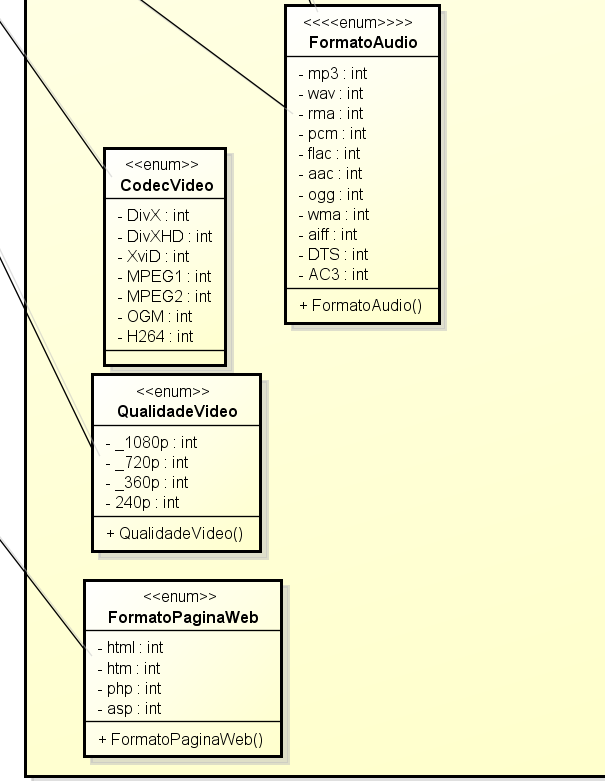 <<<<enum>>>>
FormatoAudio
- mp3 : int
- wav : int
- rma : int
- pcm : int
- flac : int
- aac : int
- ogg : int
- wma : int
- aiff : int
- DTS : int
- AC3 : int
+ FormatoAudio()
<<enum>>
CodecVideo
- DivX : int
- DivXHD : int
- XviD : int
- MPEG1 : int
- MPEG2 : int
- OGM : int
- H264 : int
<<enum>>
QualidadeVideo
- _1080p : int
- _720p : int
- _360p : int
- 240p : int
+ QualidadeVideo()
<<enum>>
FormatoPaginaWeb
- html : int
- htm : int
- php : int
- asp : int
+ FormatoPaginaWeb()